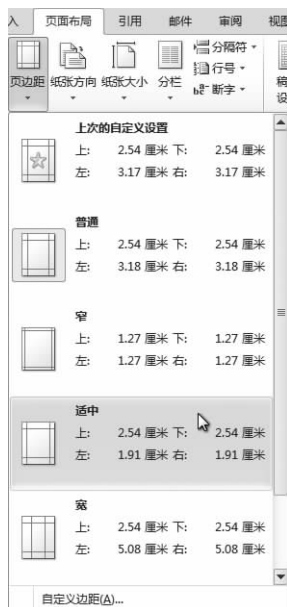 入 页面布局 引用 邮件 审阅 视图
分隔符
行号
断字
页边距 纸张方向 纸张大小 分栏 稿
设
上次的自定义设置
上: 2.54 厘米 下: 2.54 厘米
左: 3.17 厘米 右: 3.17 厘米
普通
上: 2.54 厘米 下: 2.54 厘米
左: 3.18 厘米 右: 3.18 厘米
窄
上: 1.27 厘米 下: 1.27 厘米
左: 1.27 厘米 右: 1.27 厘米
适中
上: 2.54 厘米 下: 2.54 厘米
左: 1.91 厘米 右: 1.91 厘米
宽
上: 2.54 厘米 下: 2.54 厘米
左: 5.08 厘米 右: 5.08 厘米
自定义边距(A)...